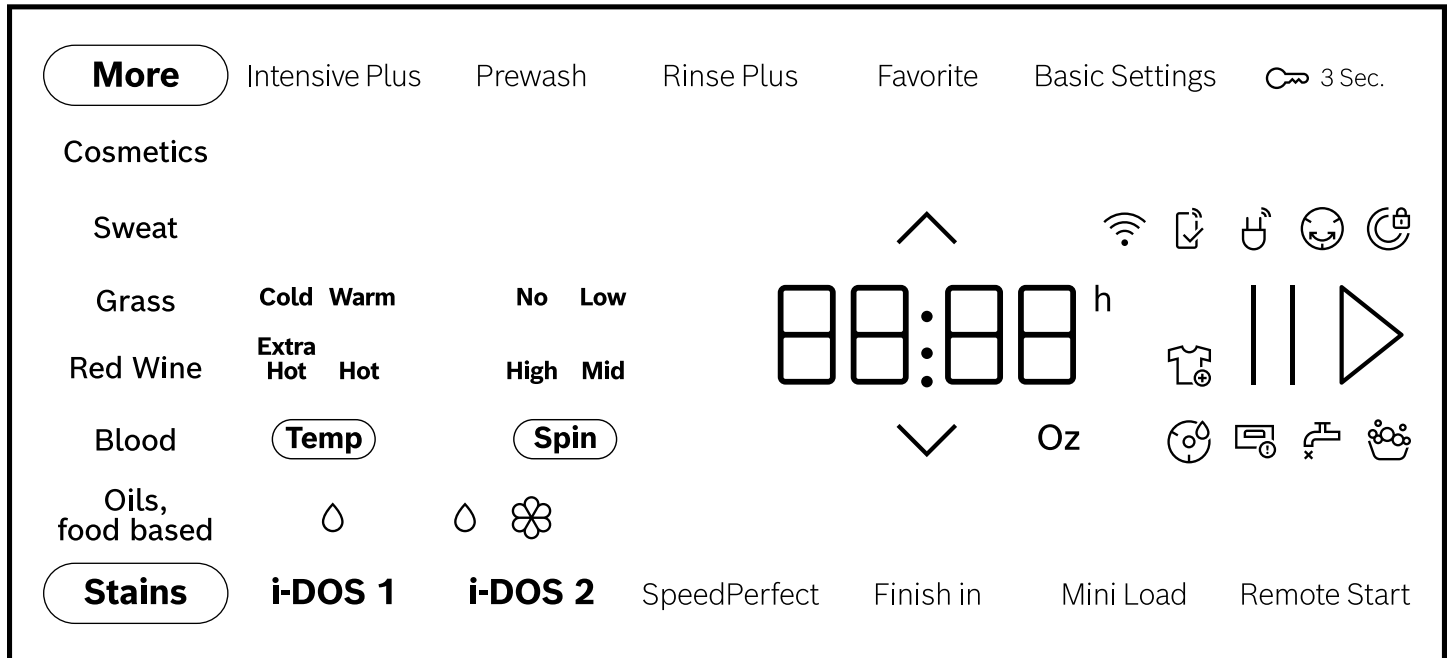 More Intensive Plus Prewash Rinse Plus Favorite Basic Settings 3 Sec.
Cosmetics
Sweat
Grass Cold Warm No Low 88:88 h
Red Wine Extra Hot Hot High Mid
Blood Temp Spin Oz
Oils,
food based
Stains i-DOS 1 i-DOS 2 SpeedPerfect Finish in Mini Load Remote Start